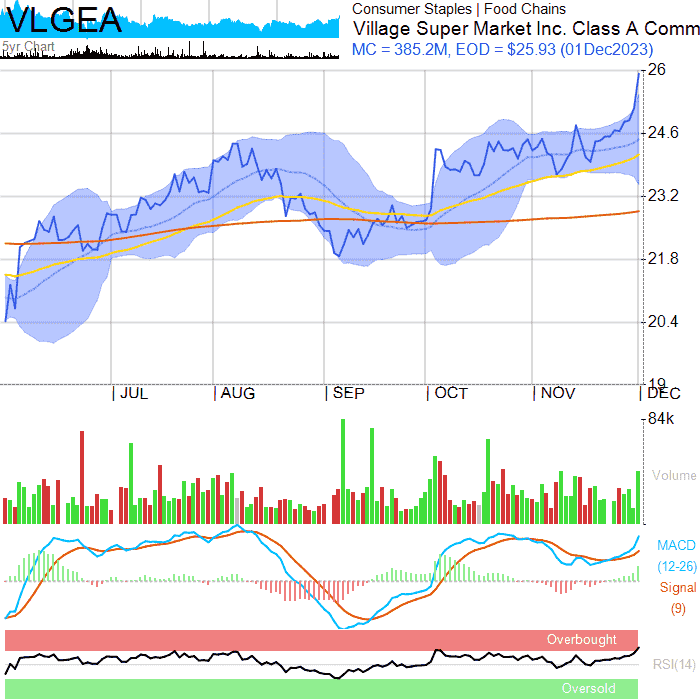 VLGEA
5yr Chart
Consumer Staples | Food Chains
Village Super Market Inc. Class A Comm
MC = 385.2M, EOD = $25.93 (01Dec2023)
26
24.6
23.2
21.8
20.4
19
JUL
AUG
SEP
OCT
NOV
DEC
84k
Volume
MACD
(12-26)
Signal
(9)
Overbought
RSI(14)
Oversold